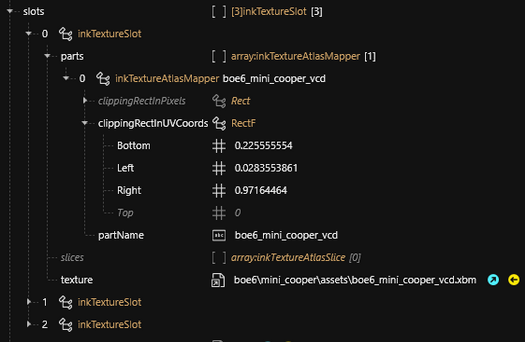 slots [ ] [3]inkTextureSlot [3]
0 inkTextureSlot
parts [ ] array:inkTextureAtlasMapper [1]
0 inkTextureAtlasMapper boe6_mini_cooper_vcd
clippingRectInPixels Rect
clippingRectInUVCoords RectF
Bottom # 0.225555554
Left # 0.0283553861
Right # 0.97164464
Top # 0
partName abc boe6_mini_cooper_vcd
slices [ ] array:inkTextureAtlasSlice [0]
texture boe6\mini_cooper\assets\boe6_mini_cooper_vcd.xbm
1 inkTextureSlot
2 inkTextureSlot